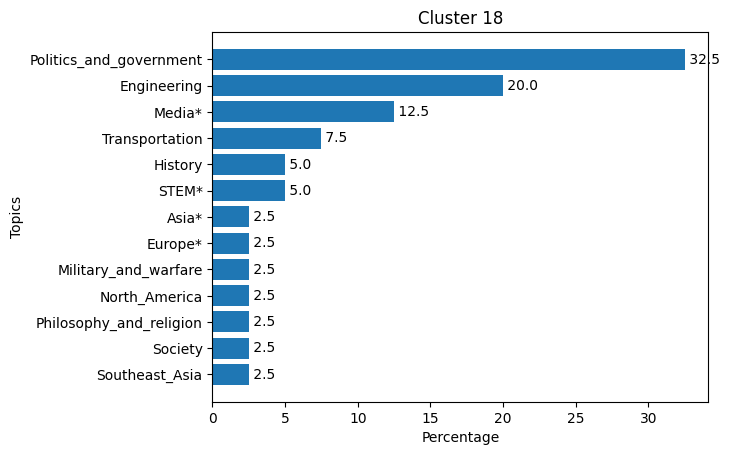 Cluster 18
Politics_and_government 32.5
Engineering 20.0
Media* 12.5
Transportation 7.5
History 5.0
STEM* 5.0
Asia* 2.5
Europe* 2.5
Military_and_warfare 2.5
North_America 2.5
Philosophy_and_religion 2.5
Society 2.5
Southeast_Asia 2.5
Topics
0 5 10 15 20 25 30
Percentage